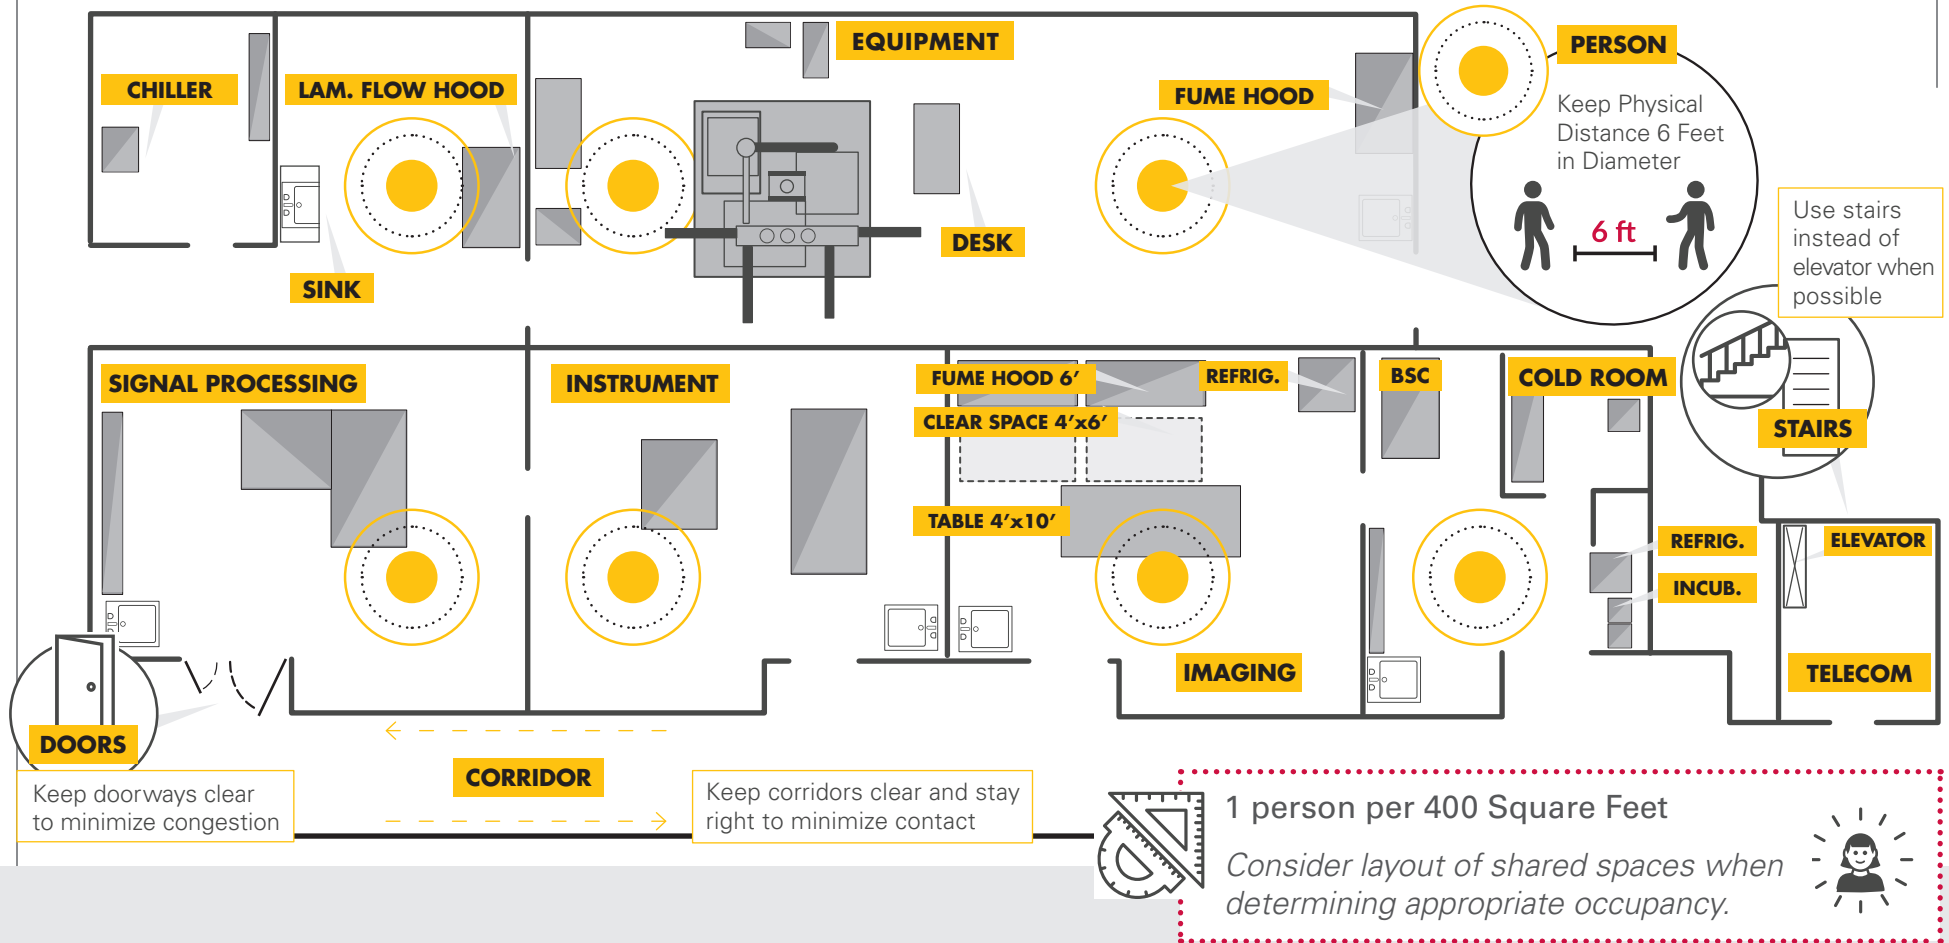 EQUIPMENT
PERSON
CHILLER
LAM. FLOW HOOD
FUME HOOD
Keep Physical
Distance 6 Feet
in Diameter
6 ft
Use stairs
instead of
elevator when
possible
DESK
SINK
SIGNAL PROCESSING
INSTRUMENT
FUME HOOD 6’
REFRIG.
BSC
COLD ROOM
CLEAR SPACE 4’x6’
STAIRS
TABLE 4’x10’
REFRIG.
ELEVATOR
INCUB.
IMAGING
TELECOM
DOORS
CORRIDOR
Keep doorways clear
to minimize congestion
Keep corridors clear and stay
right to minimize contact
1 person per 400 Square Feet
Consider layout of shared spaces when
determining appropriate occupancy.